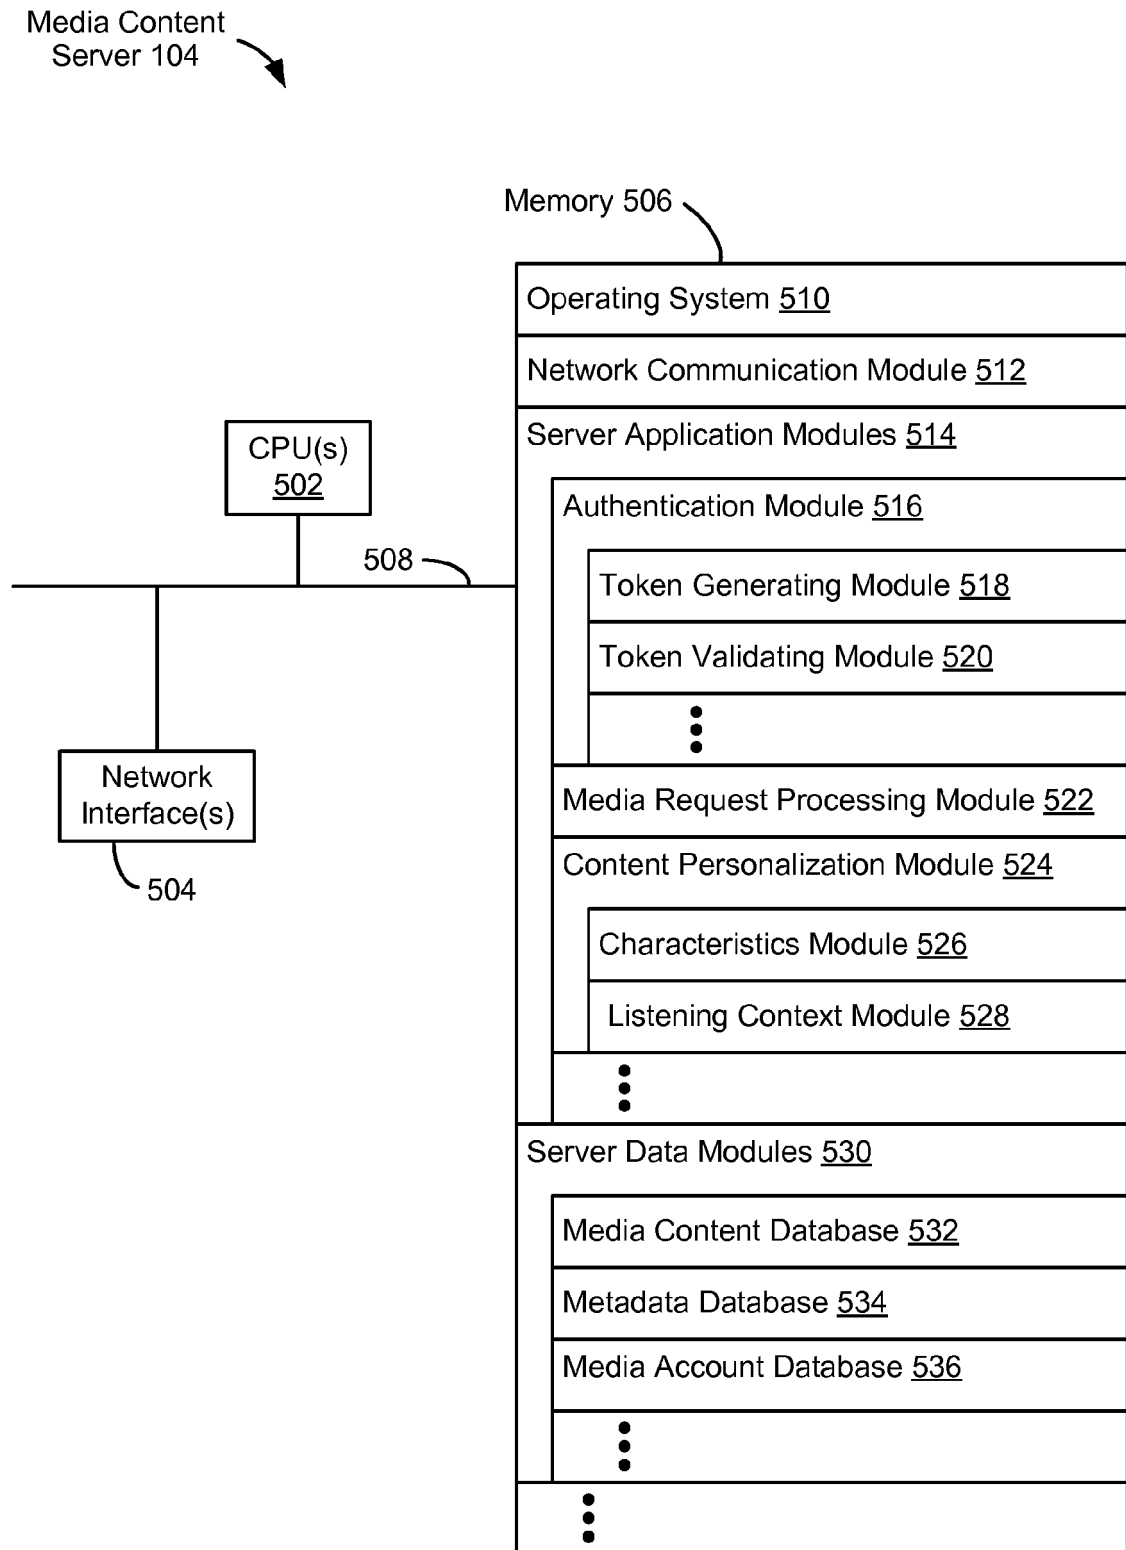 Media Content
Server 104
Memory 506
Operating System 510
Network Communication Module 512
Server Application Modules 514
CPU(s)
502
Authentication Module 516
508
Token Generating Module 518
Token Validating Module 520
Network
Interface(s)
504
Media Request Processing Module 522
Content Personalization Module 524
Characteristics Module 526
Listening Context Module 528
Server Data Modules 530
Media Content Database 532
Metadata Database 534
Media Account Database 536